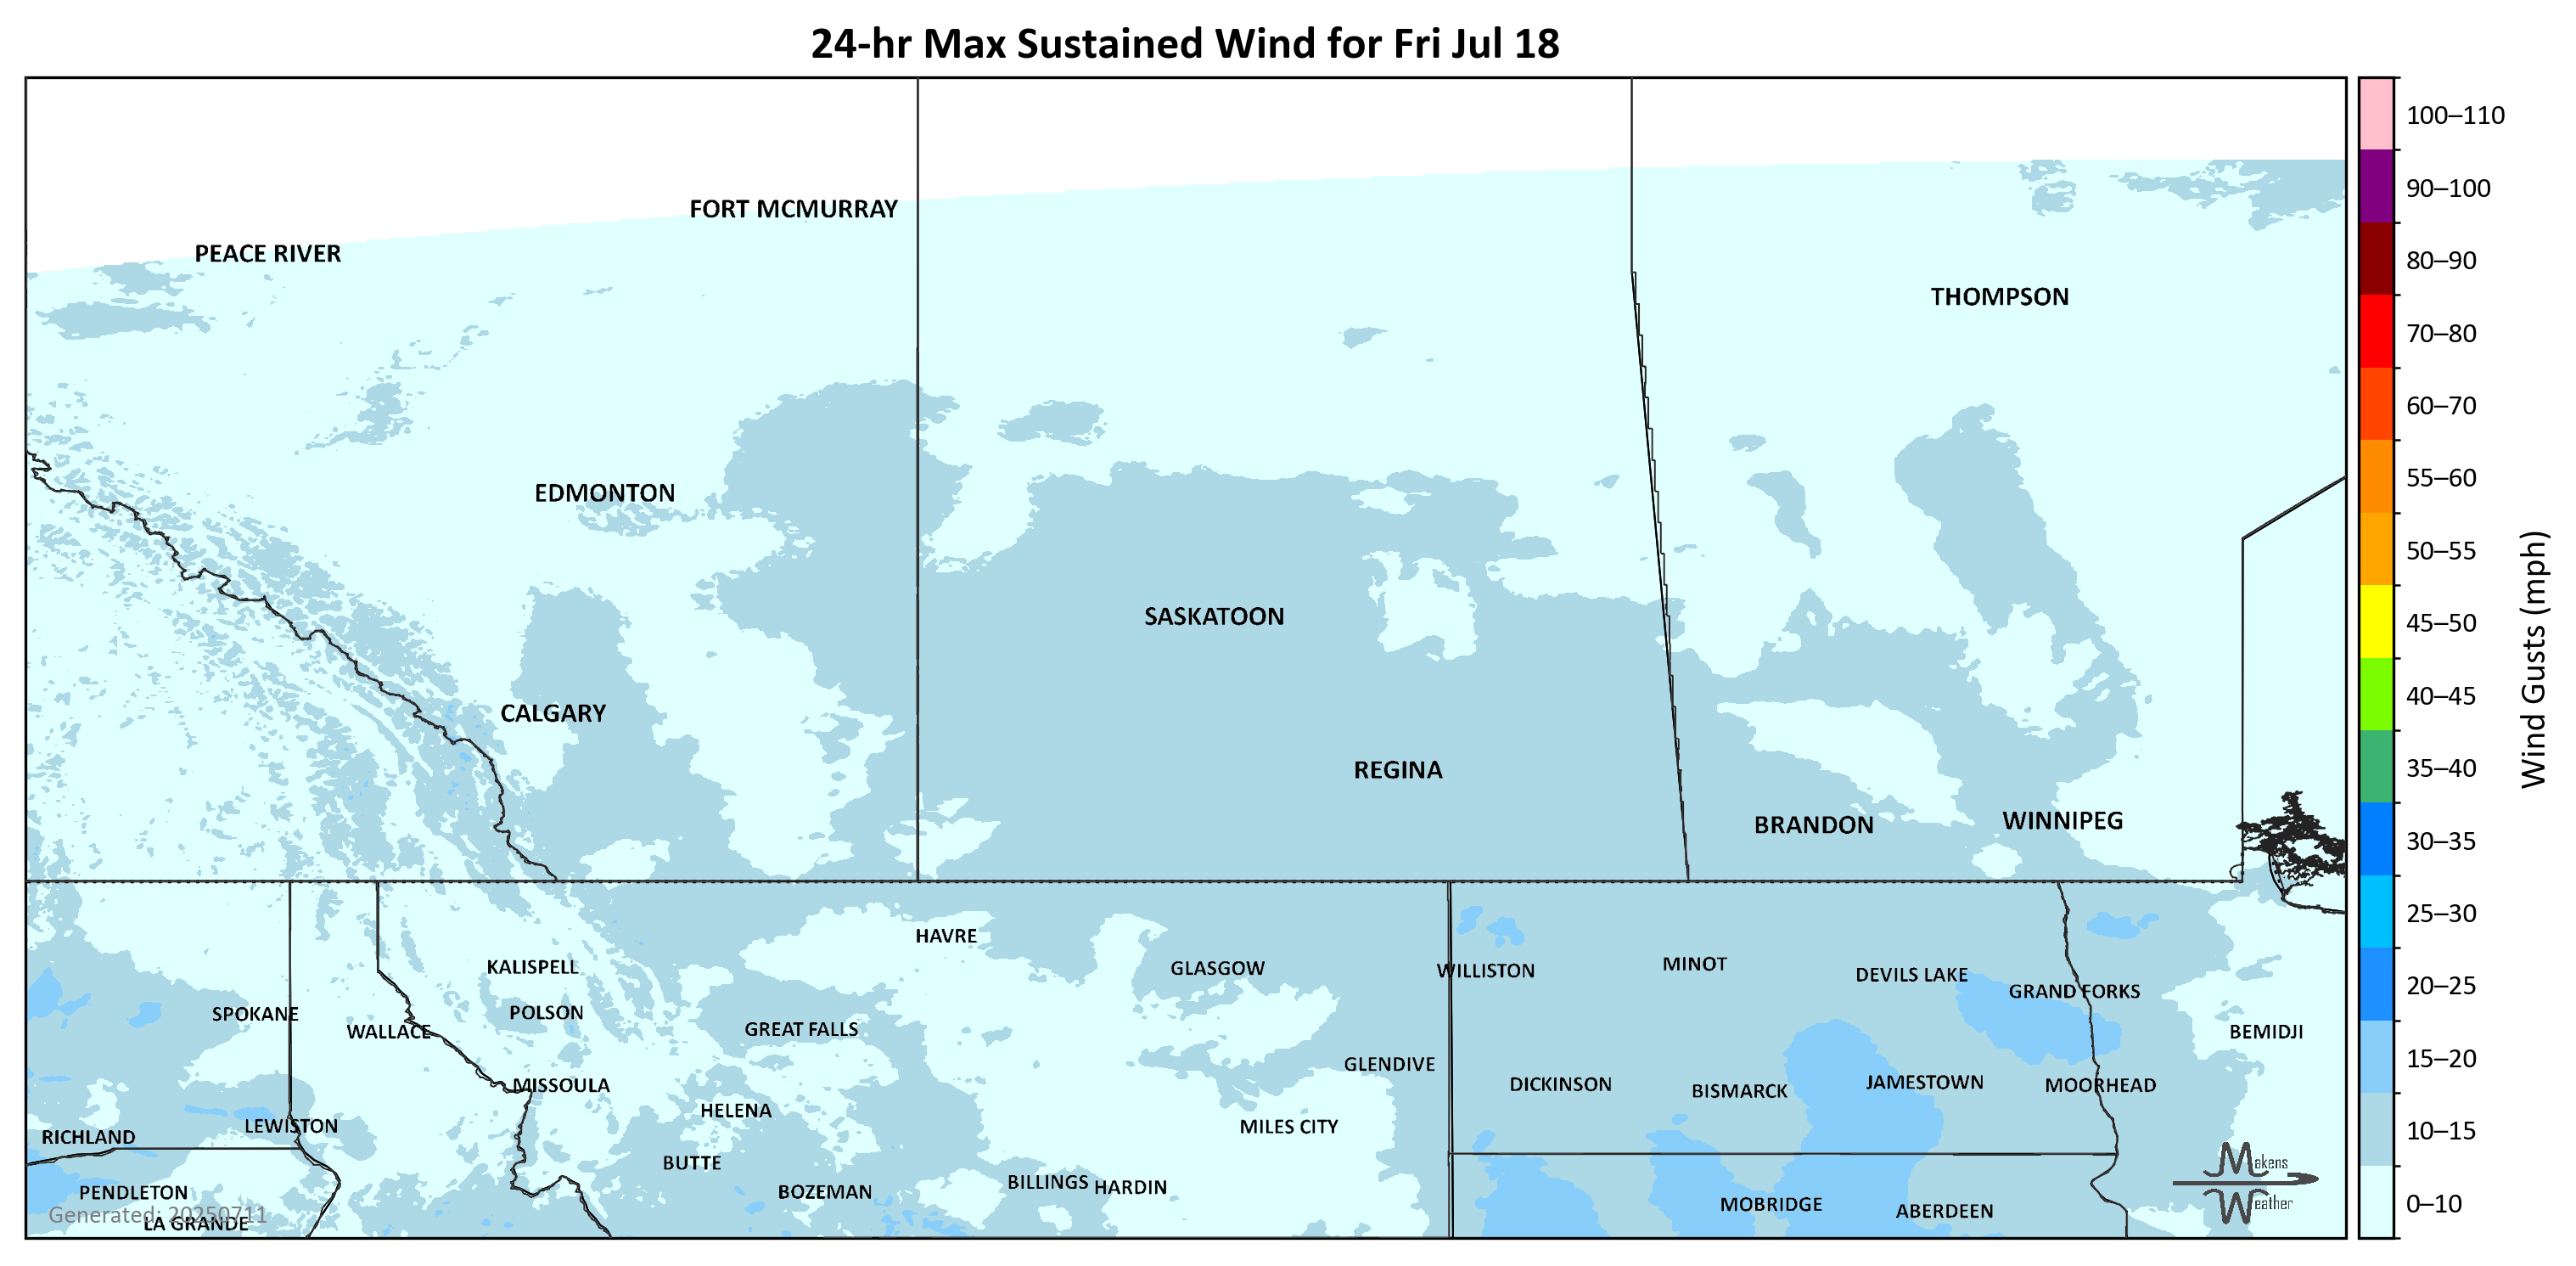 24-hr Max Sustained Wind for Fri Jul 18
100–110
90–100
FORT MCMURRAY
PEACE RIVER
80–90
THOMPSON
70–80
60–70
EDMONTON
55–60
50–55
SASKATOON
45–50
CALGARY
40–45
Wind Gusts (mph)
REGINA
35–40
BRANDON
WINNIPEG
30–35
HAVRE
25–30
KALISPELL
GLASGOW
WILLISTON
MINOT
DEVILS LAKE
20–25
GRAND FORKS
SPOKANE
POLSON
WALLACE
GREAT FALLS
BEMIDJI
15–20
GLENDIVE
MISSOULA
DICKINSON
BISMARCK
JAMESTOWN
MOORHEAD
HELENA
LEWISTON
MILES CITY
10–15
RICHLAND
BUTTE
Makens
Weather
PENDLETON
BOZEMAN
BILLINGS
HARDIN
MOBRIDGE
ABERDEEN
0–10
Generated: 20250711
LA GRANDE